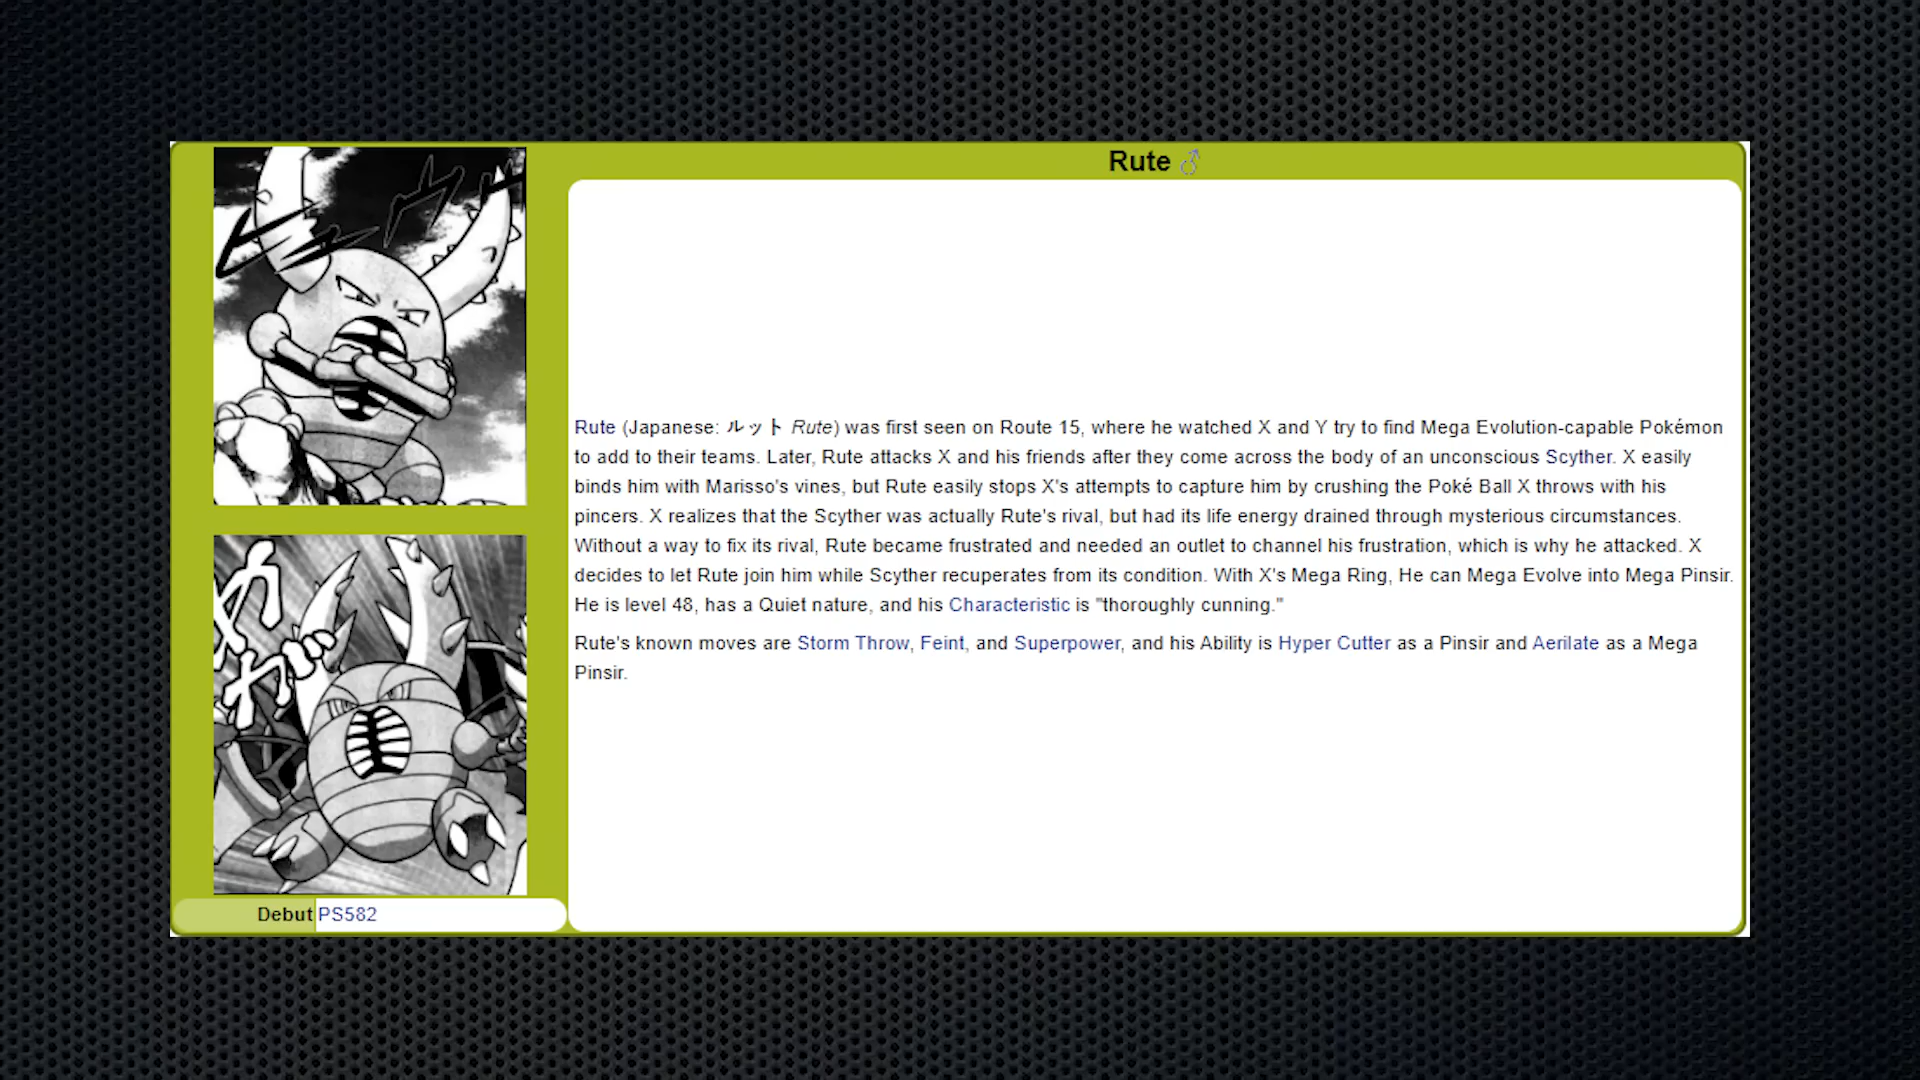 Rute ♂
Rute (Japanese: ルット Rute) was first seen on Route 15, where he watched X and Y try to find Mega Evolution-capable Pokémon
to add to their teams. Later, Rute attacks X and his friends after they come across the body of an unconscious Scyther. X easily
binds him with Marisso's vines, but Rute easily stops X's attempts to capture him by crushing the Poké Ball X throws with his
pincers. X realizes that the Scyther was actually Rute's rival, but had its life energy drained through mysterious circumstances.
Without a way to fix its rival, Rute became frustrated and needed an outlet to channel his frustration, which is why he attacked. X
decides to let Rute join him while Scyther recuperates from its condition. With X's Mega Ring, He can Mega Evolve into Mega Pinsir.
He is level 48, has a Quiet nature, and his Characteristic is "thoroughly cunning."
Rute's known moves are Storm Throw, Feint, and Superpower, and his Ability is Hyper Cutter as a Pinsir and Aerilate as a Mega
Pinsir.
Debut PS582